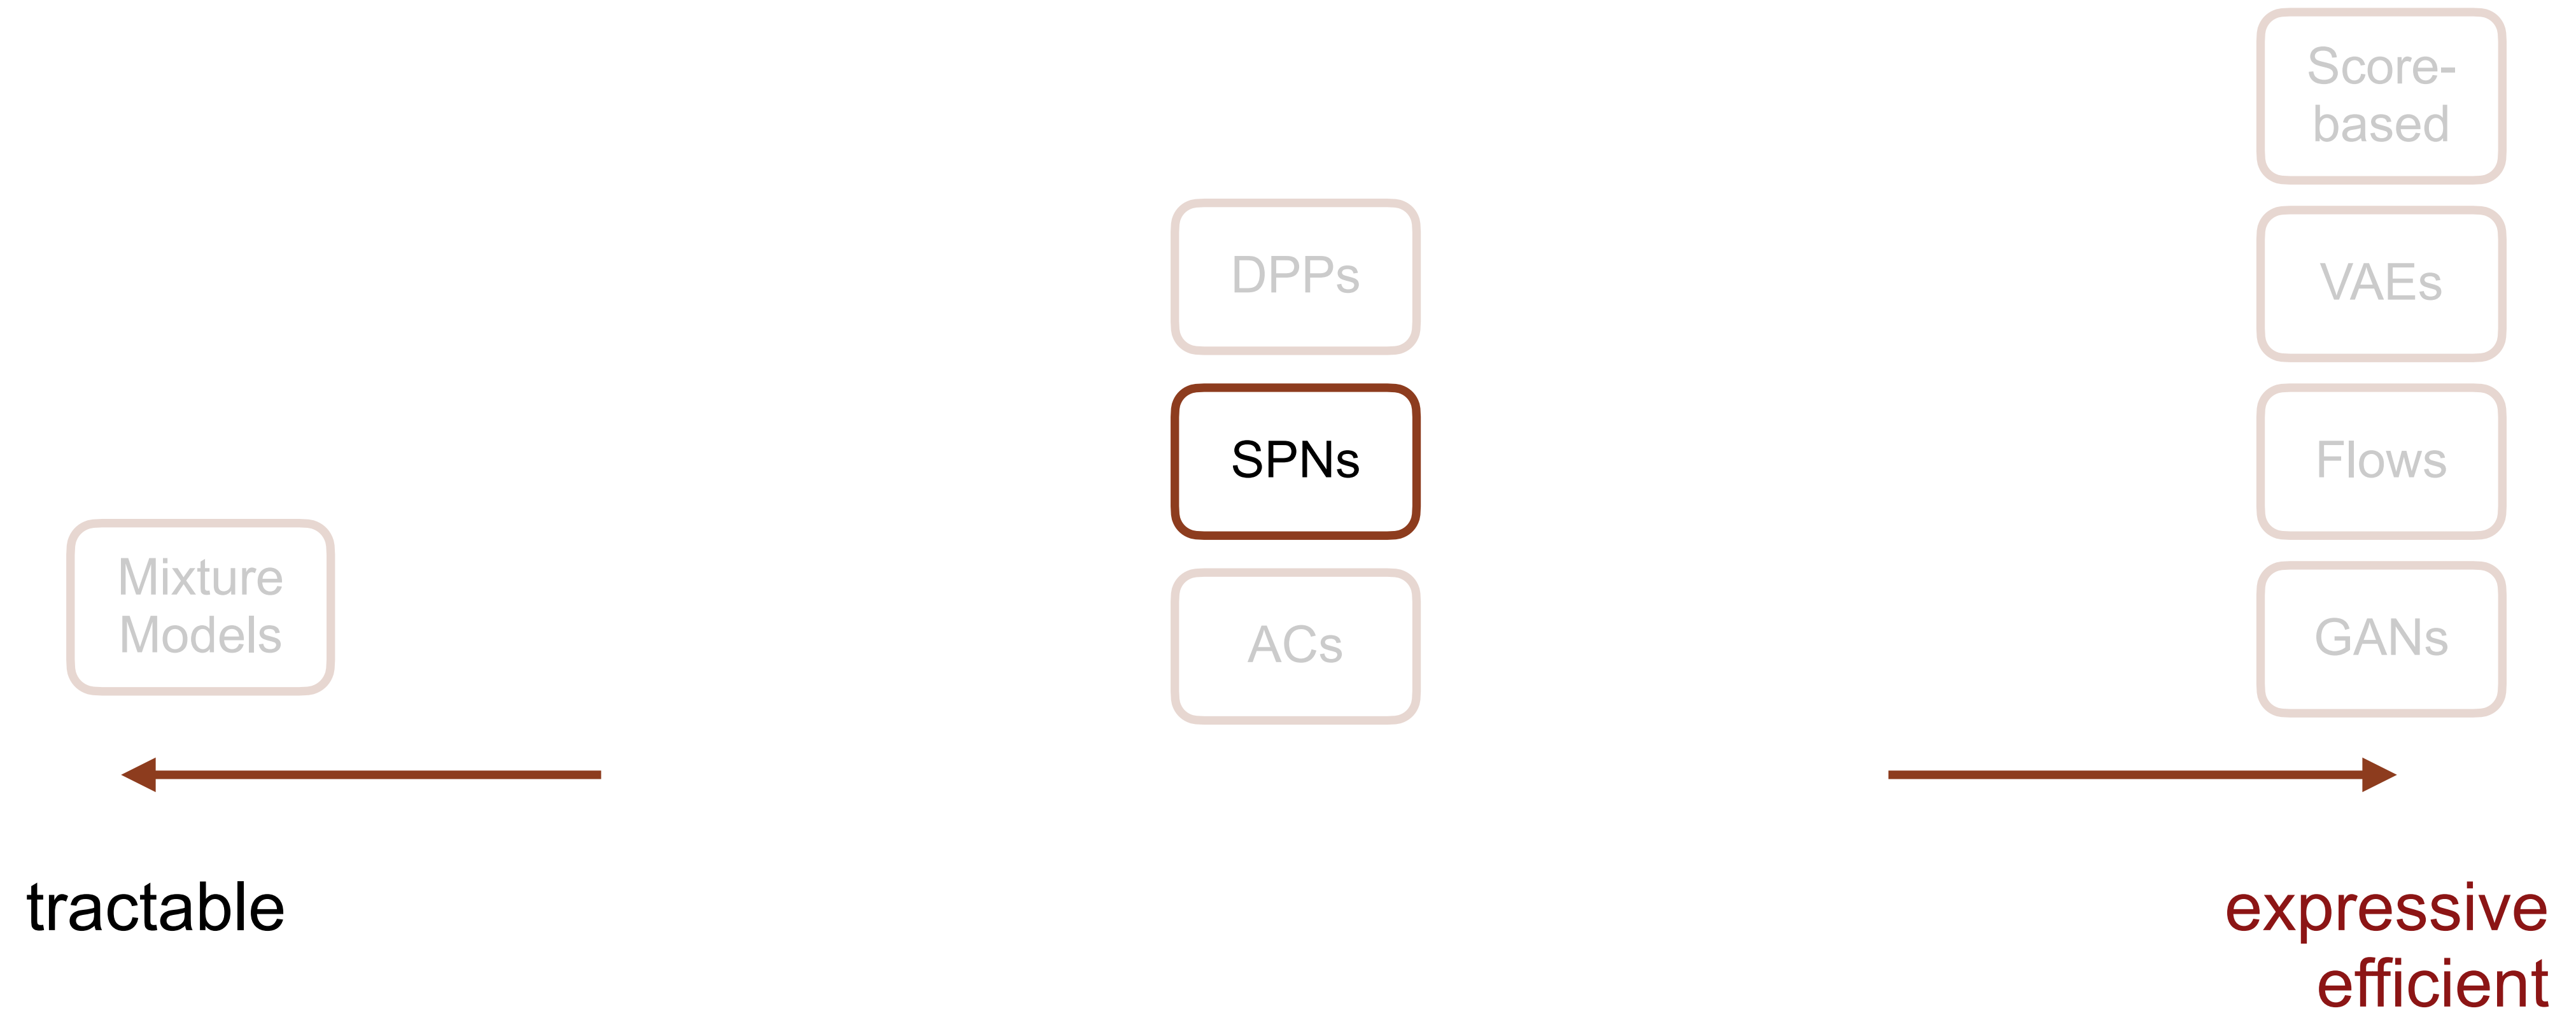 Score-
based
DPPs
VAEs
SPNs
Flows
Mixture
Models
ACs
GANs
tractable
expressive
efficient